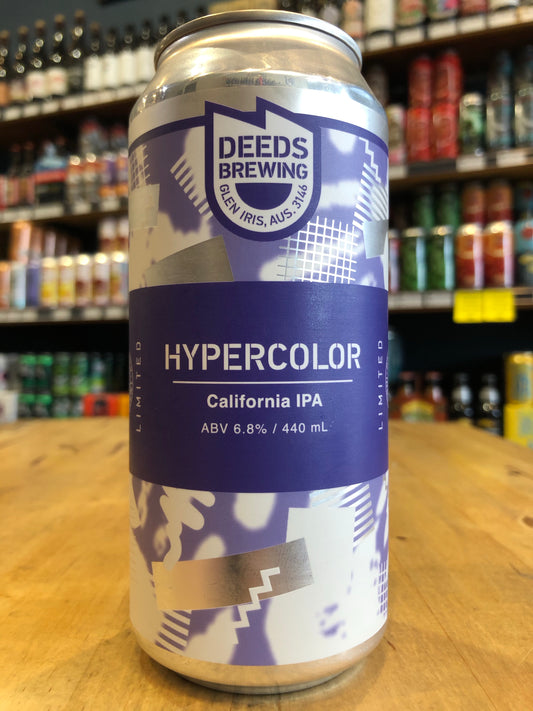 DEEDS
BREWING
GLEN IRIS, AUS. 3146
LIMITED
HYPERCOLOR
LIMITED
California IPA
ABV 6.8% / 440 mL